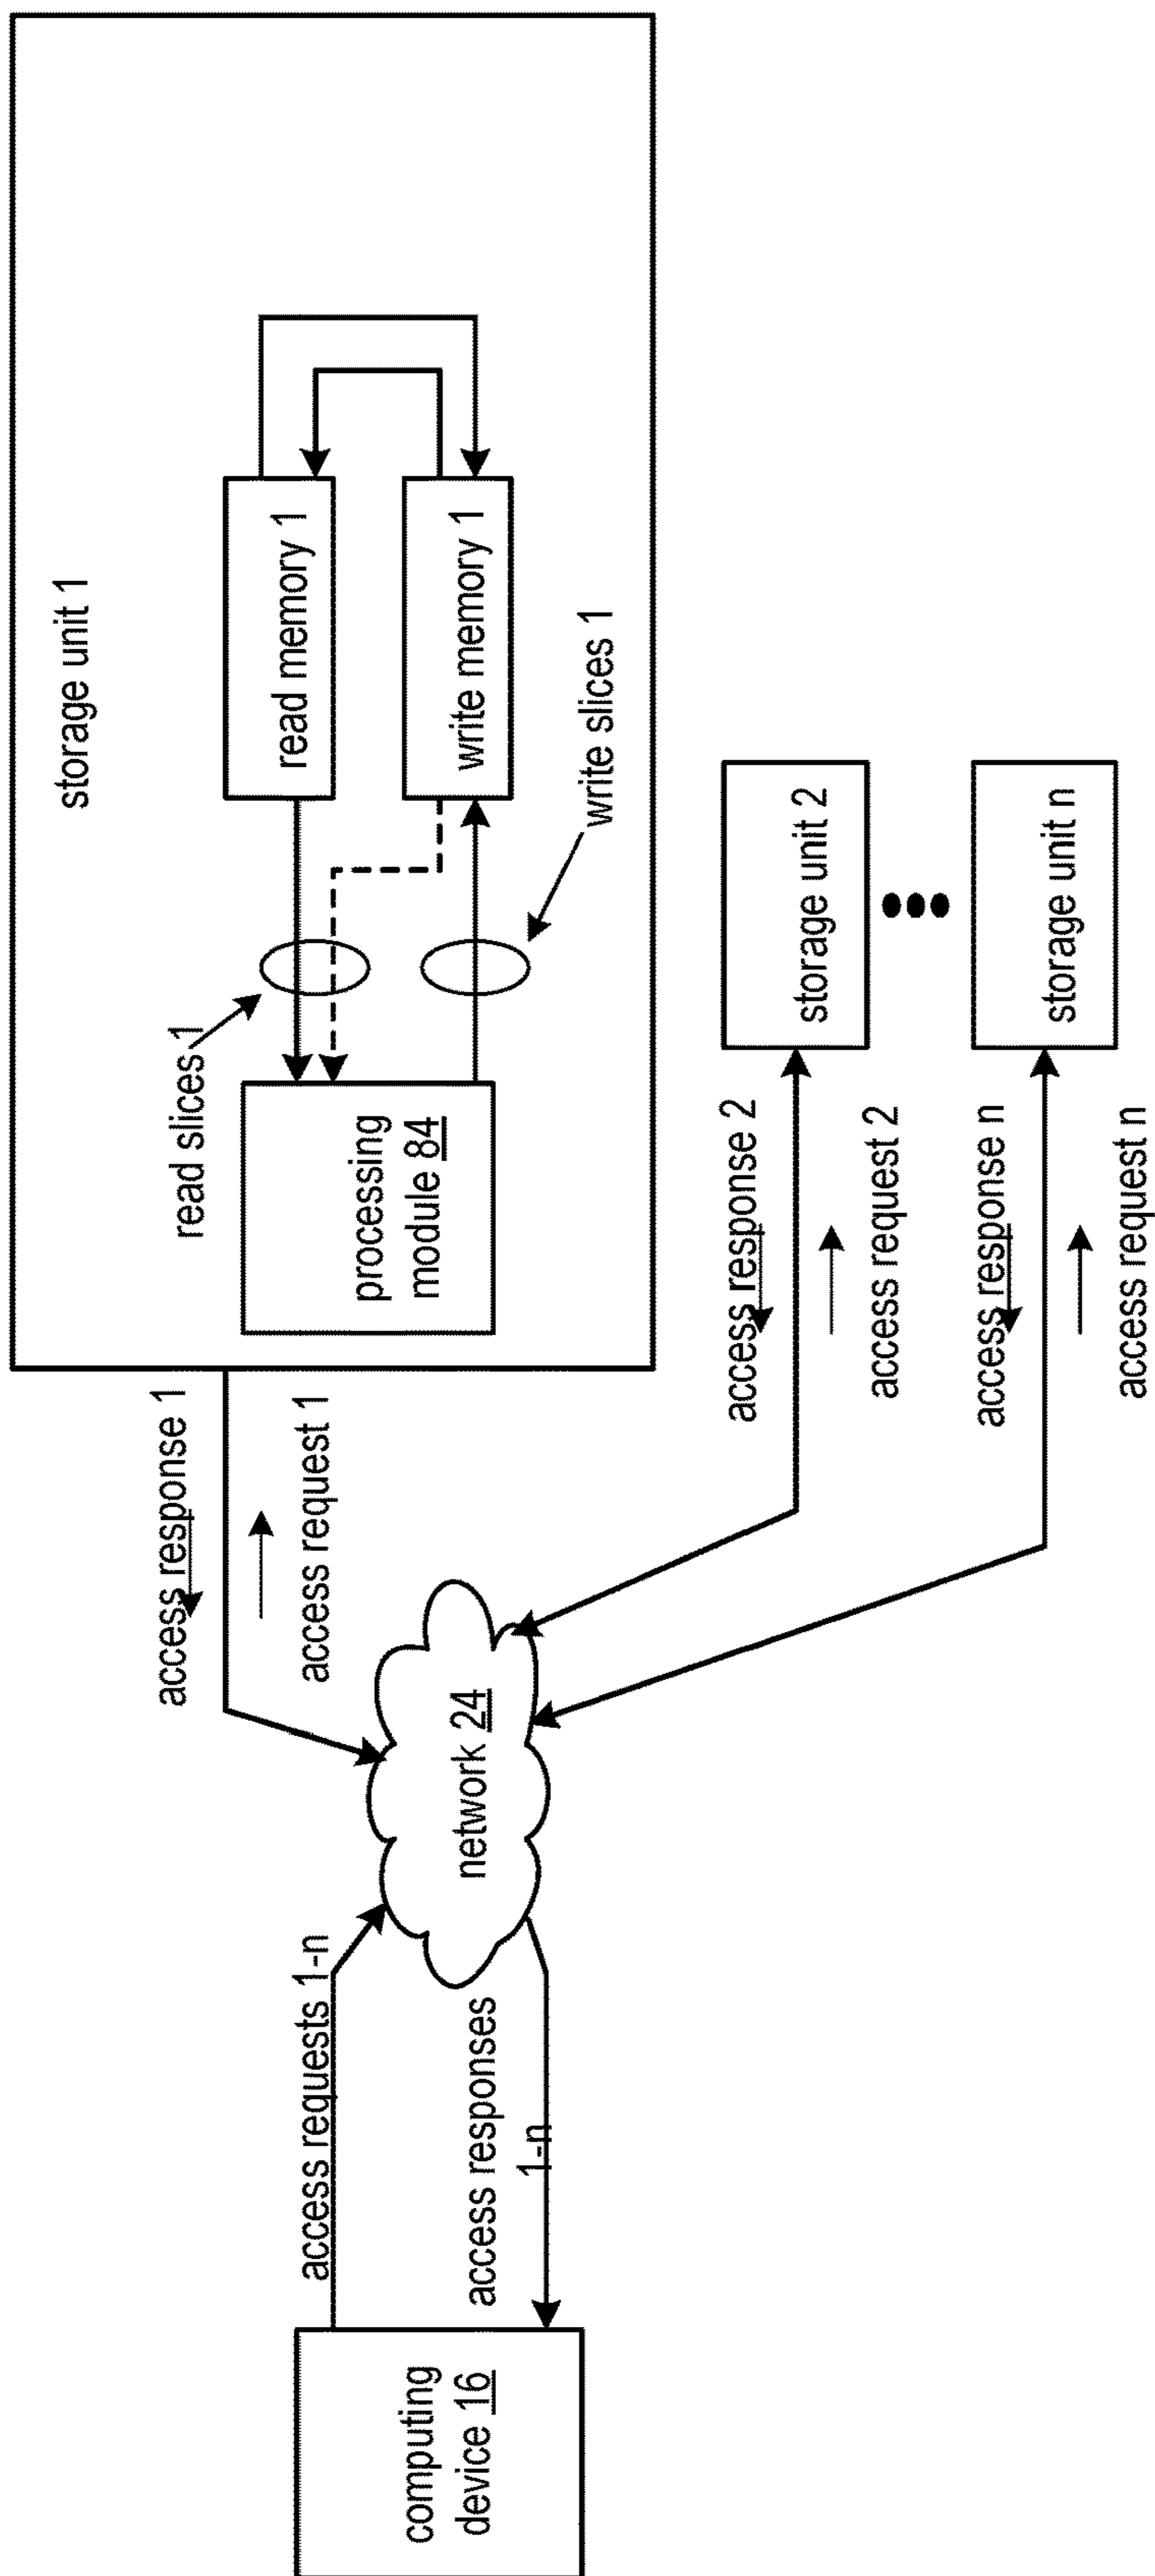 storage unit 1
read slices 1
read memory 1
processing
module 84
write memory 1
write slices 1
access response 1
access request 1
access requests 1-n
network 24
computing
device 16
access responses
1-n
access response 2
storage unit 2
access request 2
access response n
storage unit n
access request n